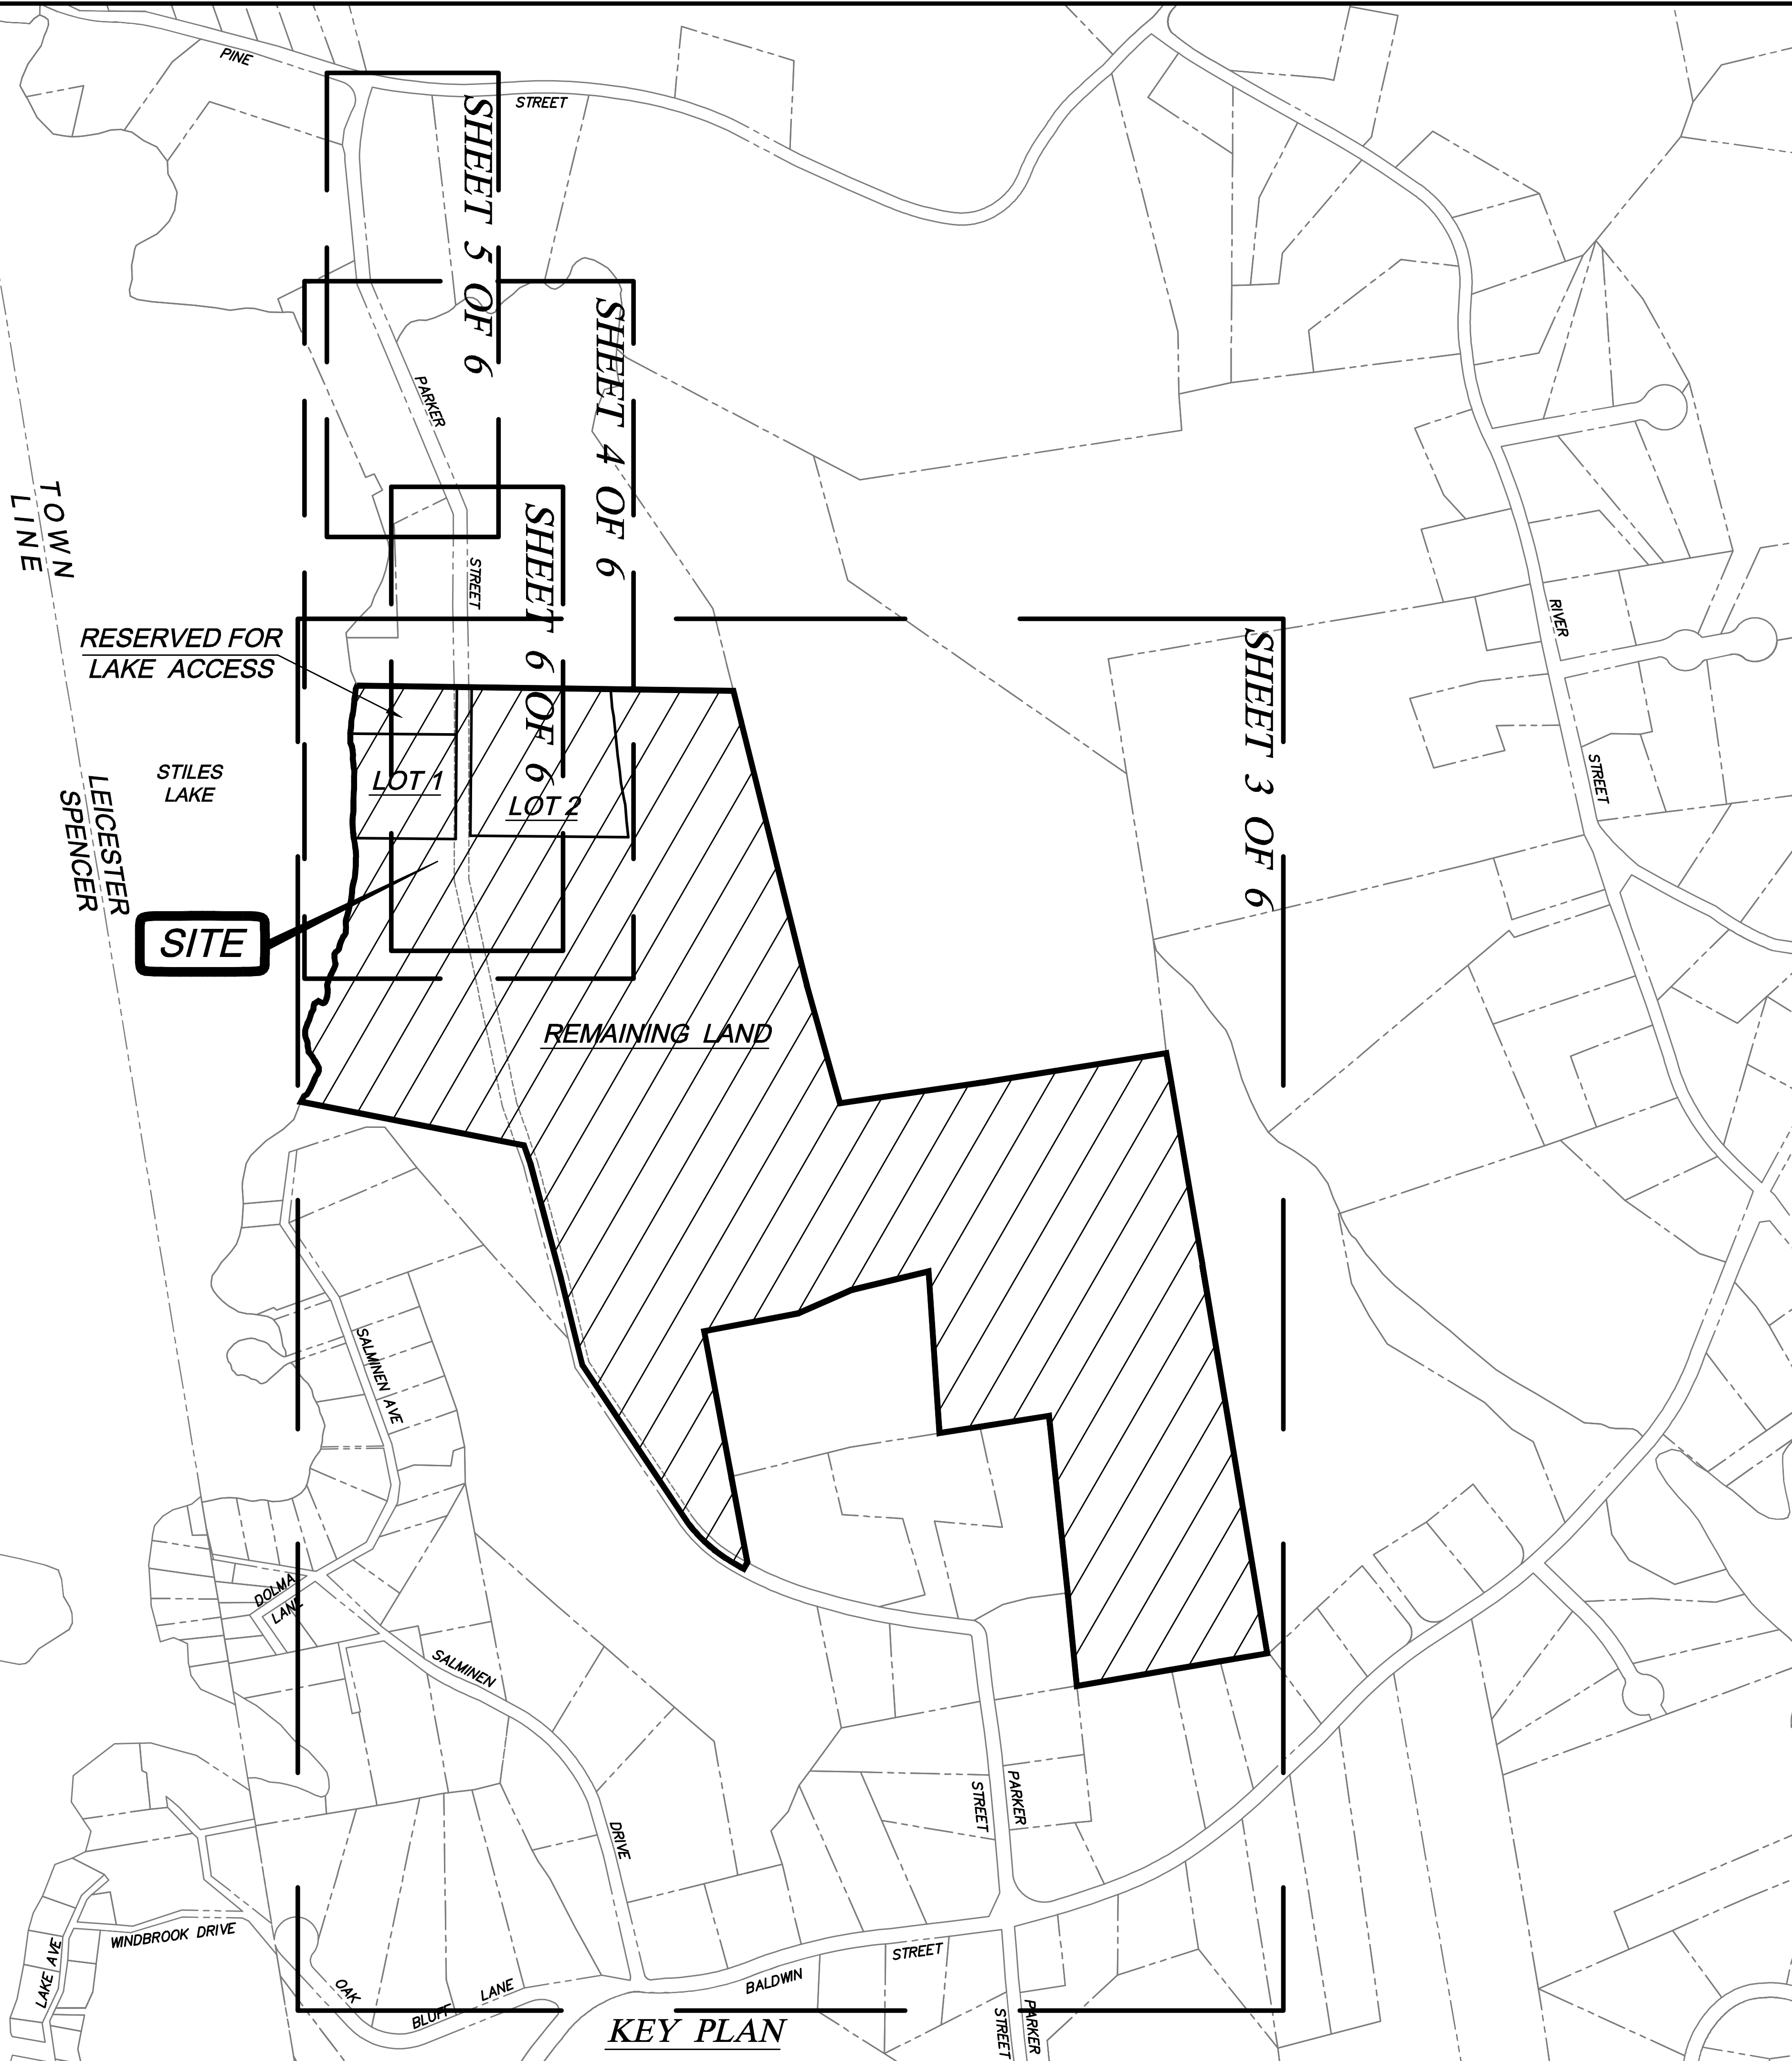 PINE
STREET
SHEET 5 OF 6
SHEET 4 OF 6
PARKER
STREET
SHEET 6 OF 6
TOWN
LINE
RESERVED FOR
LAKE ACCESS
SHEET 3 OF 6
RIVER
STREET
STILES
LAKE
LEICESTER
SPENCER
LOT 1
LOT 2
SITE
REMAINING LAND
SALMINEN AVE
DOLMA
LANE
SALMINEN
DRIVE
PARKER
STREET
WINDBROOK DRIVE
LAKE AVE
OAK
BLUFF
LANE
BALDWIN
STREET
PARKER
STREET
KEY PLAN